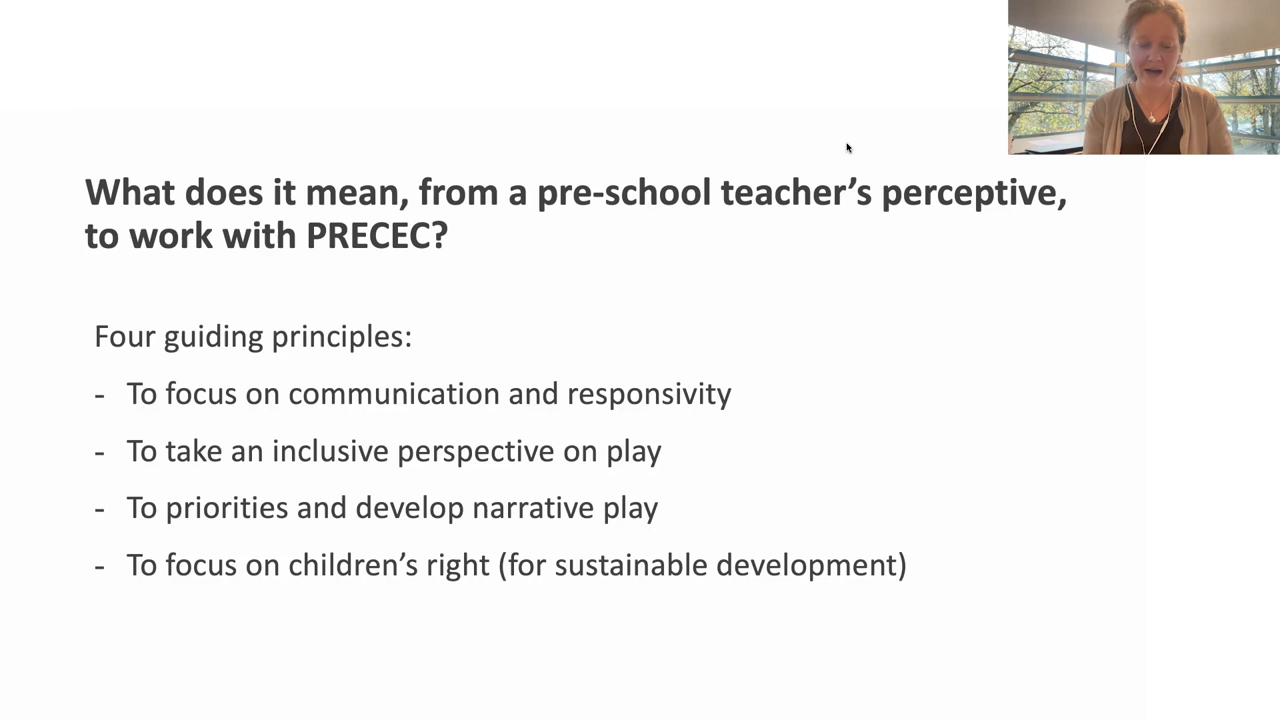 What does it mean, from a pre-school teacher’s perceptive,
to work with PRECEC?
Four guiding principles:
- To focus on communication and responsivity
- To take an inclusive perspective on play
- To priorities and develop narrative play
- To focus on children’s right (for sustainable development)